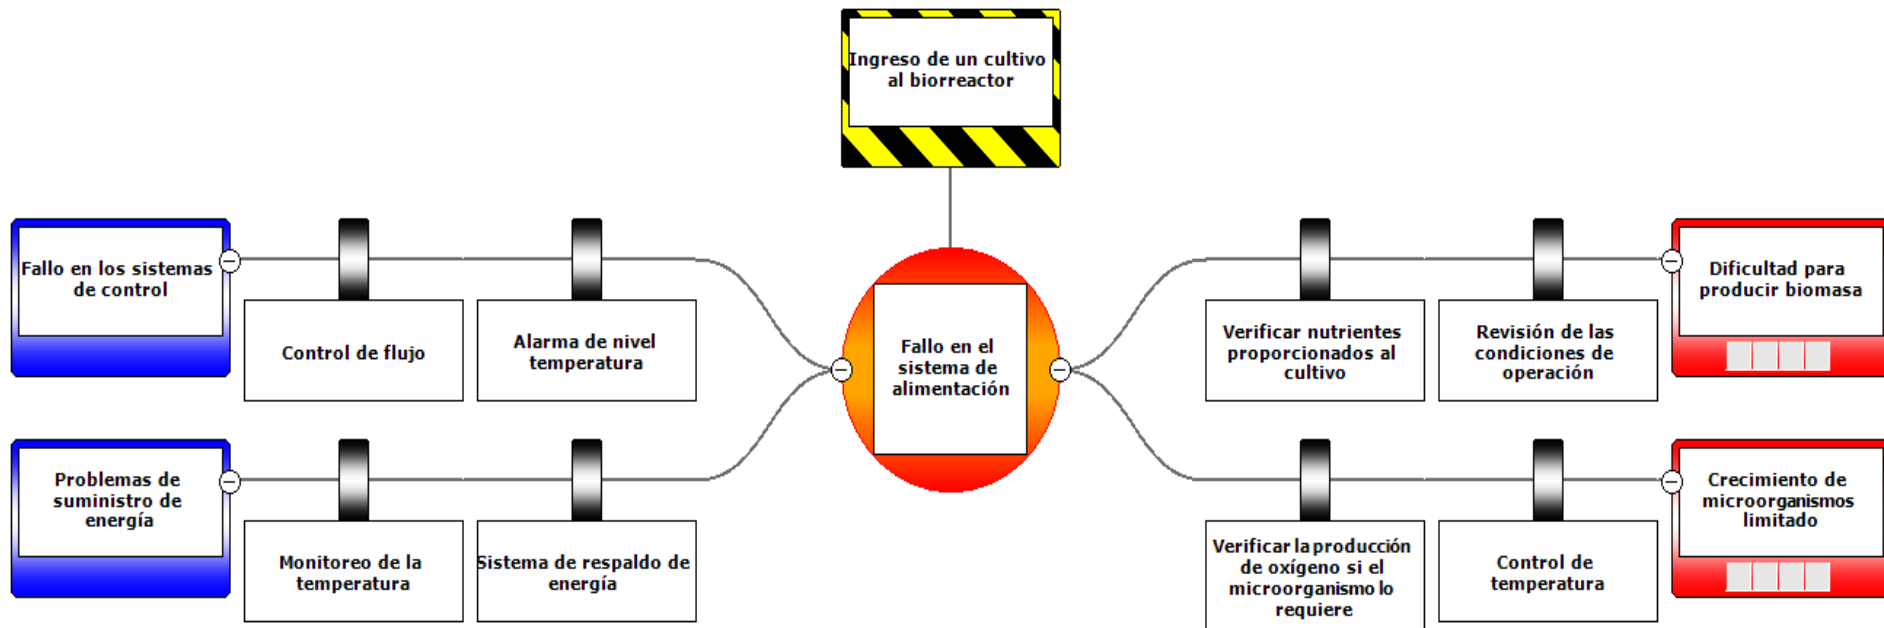 Ingreso de un cultivo
al biorreactor
Fallo en los sistemas
de control
Control de flujo
Alarma de nivel
temperatura
Problemas de
suministro de
energía
Monitoreo de la
temperatura
Sistema de respaldo de
energía
Fallo en el
sistema de
alimentación
Verificar nutrientes
proporcionados al
cultivo
Revisión de las
condiciones de
operación
Dificultad para
producir biomasa
Verificar la producción
de oxígeno si el
microorganismo lo
requiere
Control de
temperatura
Crecimiento de
microorganismos
limitado